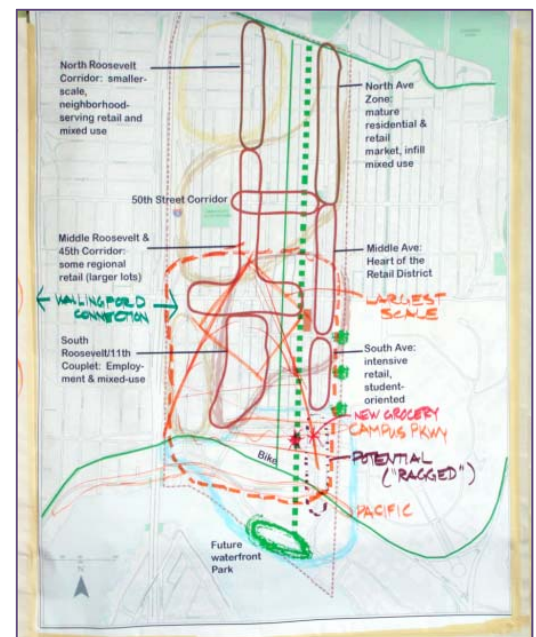 North Roosevelt
Corridor: smaller-
scale,
neighborhood-
serving retail and
mixed use
North Ave
Zone:
mature
residential &
retail
market, infill
mixed use
50th Street Corridor
Middle Roosevelt &
45th Corridor:
some regional
retail (larger lots)
Middle Ave:
Heart of the
Retail District
WALLINGFORD
CONNECTION
LARGEST
SCALE
South
Roosevelt/11th
Couplet: Employ-
ment & mixed-use
South Ave:
intensive
retail,
student-
oriented
NEW GROCERY
CAMPUS PKWY
POTENTIAL
("RAGGED")
Bike
PACIFIC
Future
waterfront
Park
N